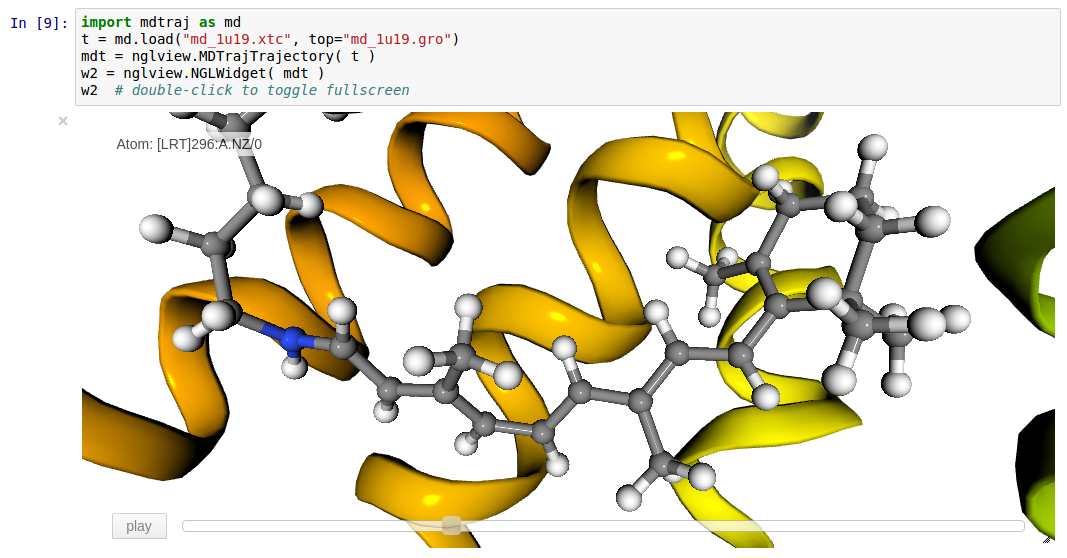 In [9]: import mdtraj as md
t = md.load("md_1u19.xtc", top="md_1u19.gro")
mdt = nglview.MDTrajTrajectory( t )
w2 = nglview.NGLWidget( mdt )
w2  # double-click to toggle fullscreen
×
Atom: [LRT]296:A.NZ/0
play